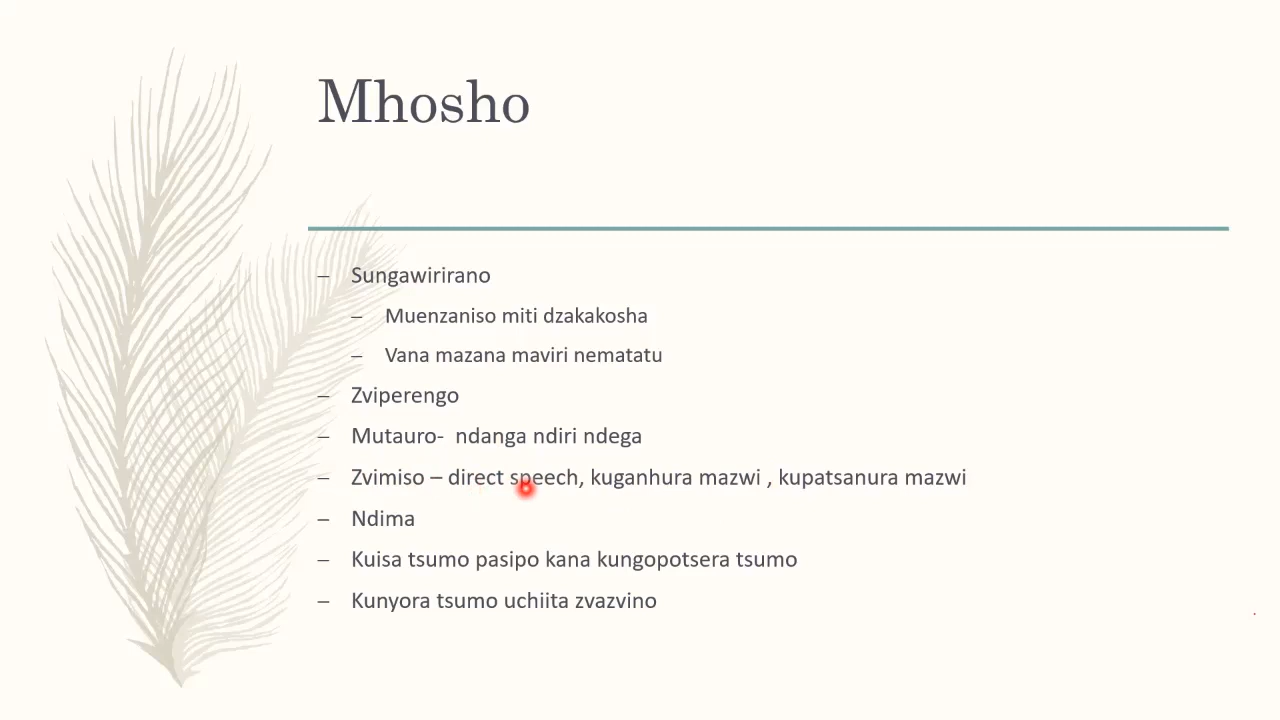 Mhosho
– Sungawirirano
– Muenzaniso miti dzakakosha
– Vana mazana maviri nematatu
– Zviperengo
– Mutauro- ndanga ndiri ndega
– Zvimiso – direct speech, kuganhura mazwi , kupatsanura mazwi
– Ndima
– Kuisa tsumo pasipo kana kungopotsera tsumo
– Kunyora tsumo uchiita zvazvino